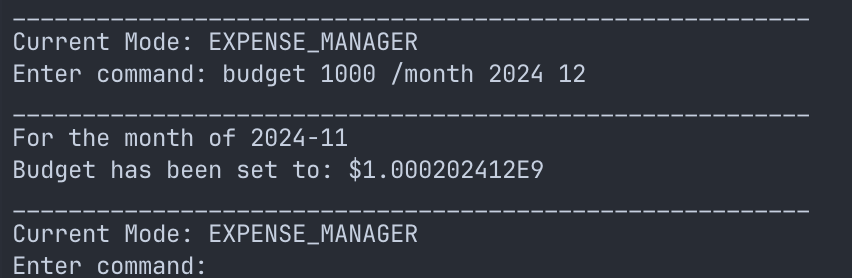 Current Mode: EXPENSE_MANAGER
Enter command: budget 1000 /month 2024 12
For the month of 2024-11
Budget has been set to: $1.000202412E9
Current Mode: EXPENSE_MANAGER
Enter command: